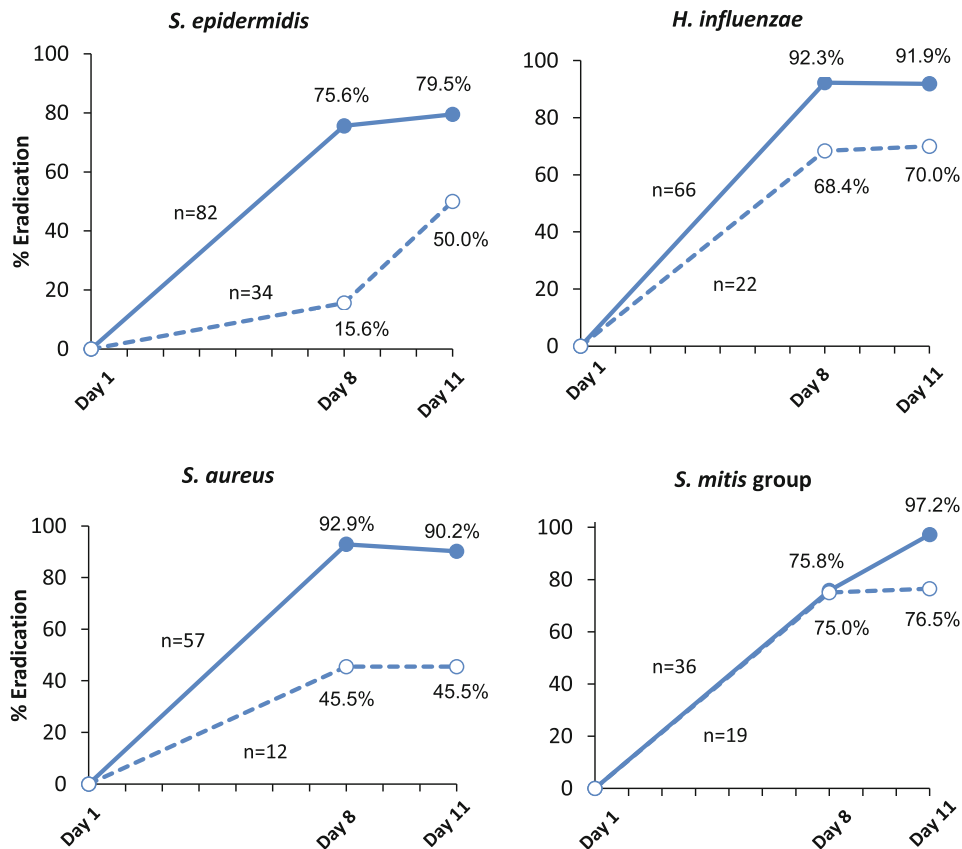 S. epidermidis
% Eradication
100
80
60
40
20
0
75.6%
79.5%
n=82
n=34
15.6%
50.0%
Day 1
Day 8
Day 11
H. influenzae
100
80
60
40
20
0
92.3%
91.9%
n=66
68.4%
70.0%
n=22
Day 1
Day 8
Day 11
S. aureus
% Eradication
100
80
60
40
20
0
92.9%
90.2%
n=57
45.5%
45.5%
n=12
Day 1
Day 8
Day 11
S. mitis group
100
80
60
40
20
0
97.2%
75.8%
75.0%
76.5%
n=36
n=19
Day 1
Day 8
Day 11